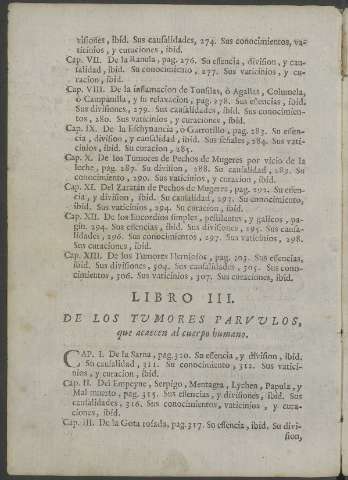 visiones, ibid. Sus causalidades, 274. Sus conocimientos, va-
ticinios, y curaciones, ibid.
Cap. VII. De la Ranula, pag. 276. Su essencia, division, y cau-
salidad, ibid. Su conocimiento, 277. Sus vaticinios, y cu-
racion, ibid.
Cap. VIII. De la inflamacion de Tonsilas, ò Agallas, Columela,
ò Campanilla, y su relaxacion, pag. 278. Sus essencias, ibid.
Sus divisiones, 279. Sus causalidades, ibid. Sus conocimien-
tos, 280. Sus vaticinios, y curaciones, ibid.
Cap. IX. De la Eschynancia, ò Garrotillo, pag. 283. Su essen-
cia, division, y causalidad, ibid. Sus señales, 284. Sus vati-
cinios, ibid. Su curacion, 285.
Cap. X. De los Tumores de Pechos de Mugeres por vicio de la
leche, pag. 287. Su division, 288. Su causalidad, 283. Su
conocimiento, 290. Sus vaticinios, y curacion, ibid.
Cap. XI. Del Zaratán de Pechos de Mugeres, pag. 292. Su essen-
cia, y division, ibid. Su causalidad, 293. Su conocimiento,
ibid. Sus vaticinios, 294. Su curacion, ibid.
Cap. XII. De los Encordios simples, pestilentes, y galicos, pa-
gin. 294. Sus essencias, ibid. Sus divisiones, 295. Sus causa-
lidades, 296. Sus conocimientos, 297. Sus vaticinios, 298.
Sus curaciones, ibid.
Cap. XIII. De los Tumores Herniosos, pag. 303. Sus essencias,
ibid. Sus divisiones, 304. Sus causalidades, 305. Sus cono-
cimientos, 306. Sus vaticinios, 307. Sus curaciones, ibid.
LIBRO III.
DE LOS TVMORES PARVULOS,
que acaecen al cuerpo humano.
CAP. I. De la Sarna, pag. 310. Su essencia, y division, ibid.
Su causalidad, 311. Su conocimiento, 312. Sus vatici-
nios, y curacion, ibid.
Cap. II. Del Empeyne, Serpigo, Mentagra, Lychen, Papula, y
Mal muerto, pag. 315. Sus essencias, y divisiones, ibid. Sus
causalidades, 316. Sus conocimientos, vaticinios, y cura-
ciones, ibid.
Cap. III. De la Gota rosada, pag. 317. Su essencia, ibid. Su divi-
sion,